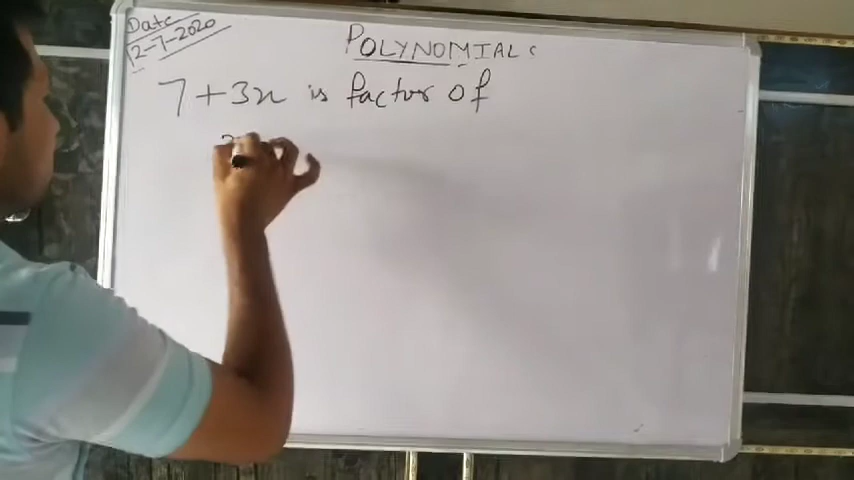 Date
12-7-2020
POLYNOMIALS
7+3x is factor of